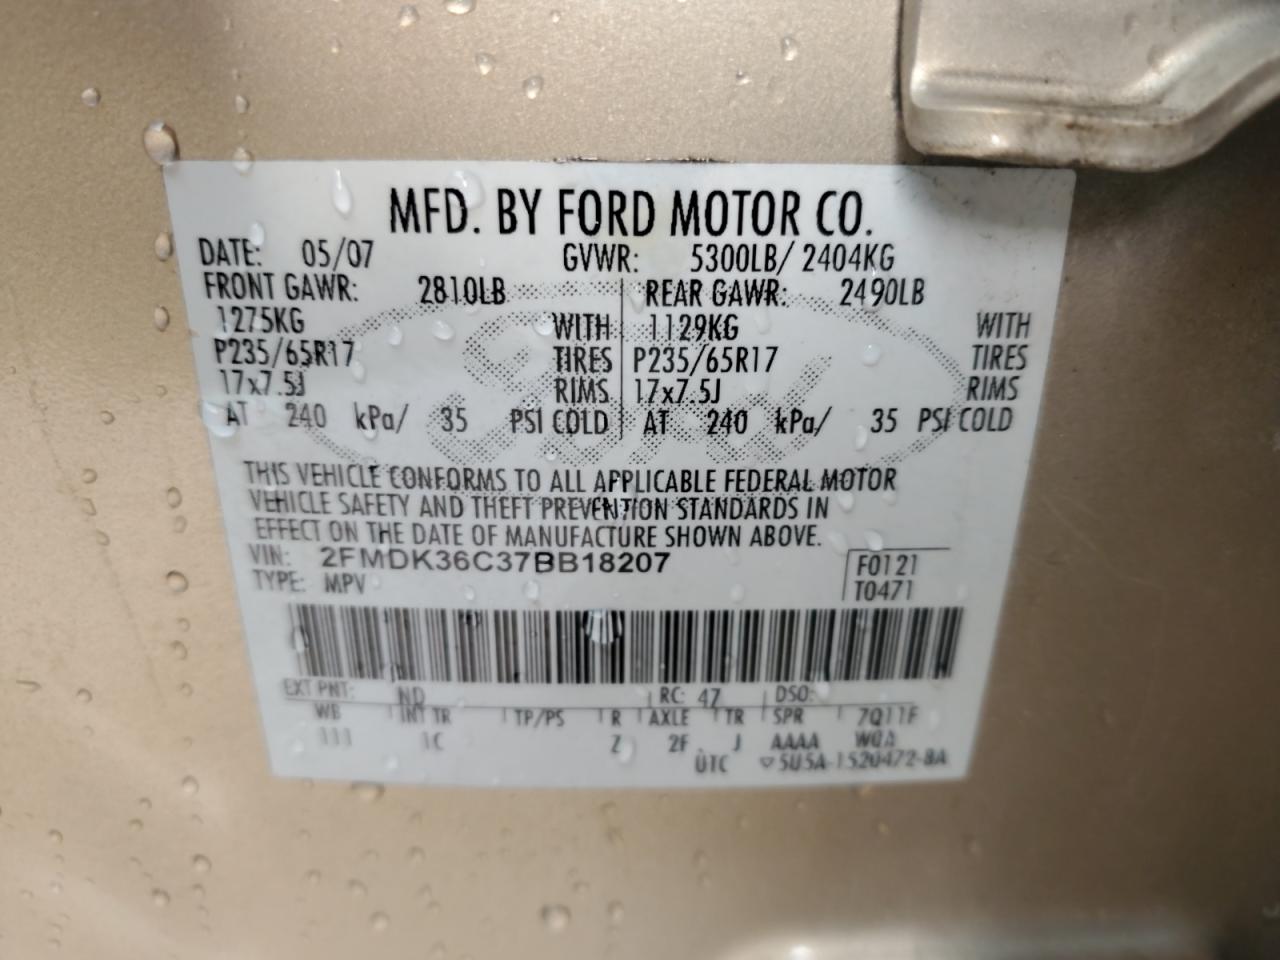 MFD. BY FORD MOTOR CO.
DATE: 05/07 GVWR: 5300LB/ 2404KG
FRONT GAWR: 2810LB REAR GAWR: 2490LB
1275KG WITH 1129KG WITH
P235/65R17 TIRES P235/65R17 TIRES
17x7.5J RIMS 17x7.5J RIMS
AT 240 kPa/ 35 PSI COLD AT 240 kPa/ 35 PSI COLD
THIS VEHICLE CONFORMS TO ALL APPLICABLE FEDERAL MOTOR
VEHICLE SAFETY AND THEFT PREVENTION STANDARDS IN
EFFECT ON THE DATE OF MANUFACTURE SHOWN ABOVE.
VIN: 2FMDK36C37BB18207 F0121
TYPE: MPV T0471
EXT PNT: ND RC: 47 DSO:
WB INT TR TP/PS R AXLE TR SPR 7Q11F
111 1C Z 2F J AAAA WQA
UTC ▽5U5A-1520472-BA